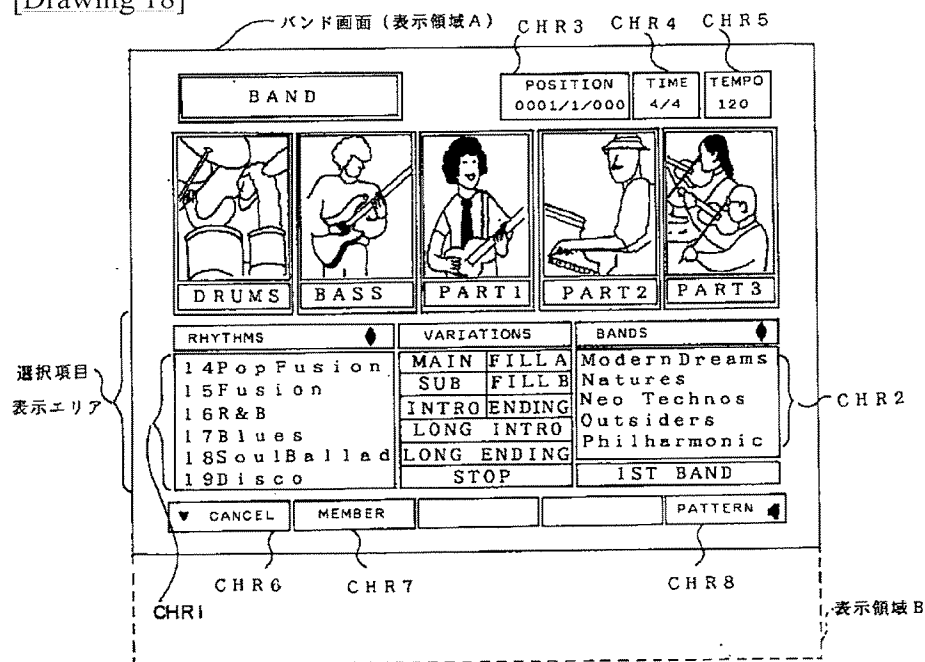 [Drawing 18]
バンド画面（表示領域A）
CHR3
CHR4
CHR5
BAND
POSITION
0001/1/000
TIME
4/4
TEMPO
120
DRUMS
BASS
PART1
PART2
PART3
選択項目
表示エリア
RHYTHMS
14PopFusion
15Fusion
16R&B
17Blues
18SoulBallad
19Disco
VARIATIONS
MAIN FILL A
SUB FILL B
INTRO ENDING
LONG INTRO
LONG ENDING
STOP
BANDS
ModernDreams
Natures
Neo Technos
Outsiders
Philharmonic
1ST BAND
CHR2
▼ CANCEL
MEMBER
PATTERN
CHR6
CHR7
CHR8
CHR1
表示領域B